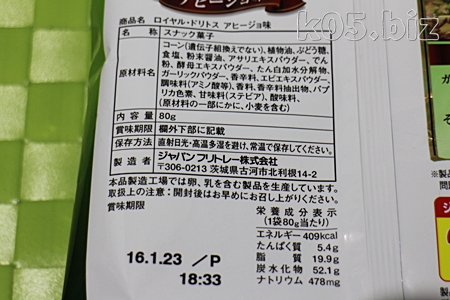 アヒージョ味
k05.biz
商品名 ロイヤル・ドリトス アヒージョ味
名称 スナック菓子
原材料名 コーン(遺伝子組換えでない)、植物油、ぶどう糖、
食塩、粉末醤油、アサリエキスパウダー、でん
粉、酵母エキスパウダー、たん白加水分解物、
ガーリックパウダー、香辛料、エビエキスパウダー、
調味料(アミノ酸等)、香料、香辛料抽出物、パプ
リカ色素、甘味料(ステビア)、酸味料、
(原材料の一部にかに、小麦を含む)
内容量 80g
賞味期限 欄外下部に記載
保存方法 直射日光・高温多湿を避け、常温で保存してください。
製造者 ジャパンフリトレー株式会社
〒306-0213 茨城県古河市北利根14-2
本品製造工場では卵、乳を含む製品を生産しています。
取扱上の注意:開封後はお早めにお召し上がりください。
賞味期限
16.1.23 /P
18:33
栄養成分表示
(1袋80g当たり)
エネルギー 409kcal
たんぱく質 5.4g
脂質 19.9g
炭水化物 52.1g
ナトリウム 478mg